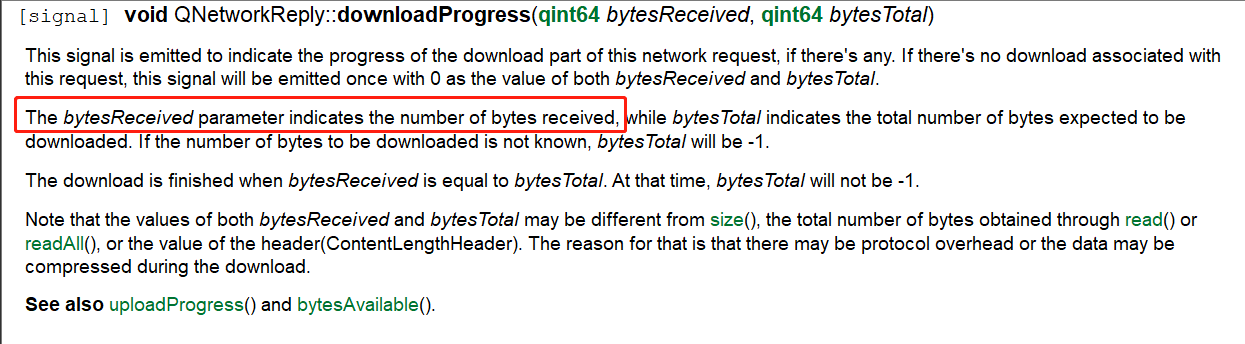 [signal] void QNetworkReply::downloadProgress(qint64 bytesReceived, qint64 bytesTotal)
This signal is emitted to indicate the progress of the download part of this network request, if there's any. If there's no download associated with
this request, this signal will be emitted once with 0 as the value of both bytesReceived and bytesTotal.
The bytesReceived parameter indicates the number of bytes received, while bytesTotal indicates the total number of bytes expected to be
downloaded. If the number of bytes to be downloaded is not known, bytesTotal will be -1.
The download is finished when bytesReceived is equal to bytesTotal. At that time, bytesTotal will not be -1.
Note that the values of both bytesReceived and bytesTotal may be different from size(), the total number of bytes obtained through read() or
readAll(), or the value of the header(ContentLengthHeader). The reason for that is that there may be protocol overhead or the data may be
compressed during the download.
See also uploadProgress() and bytesAvailable().